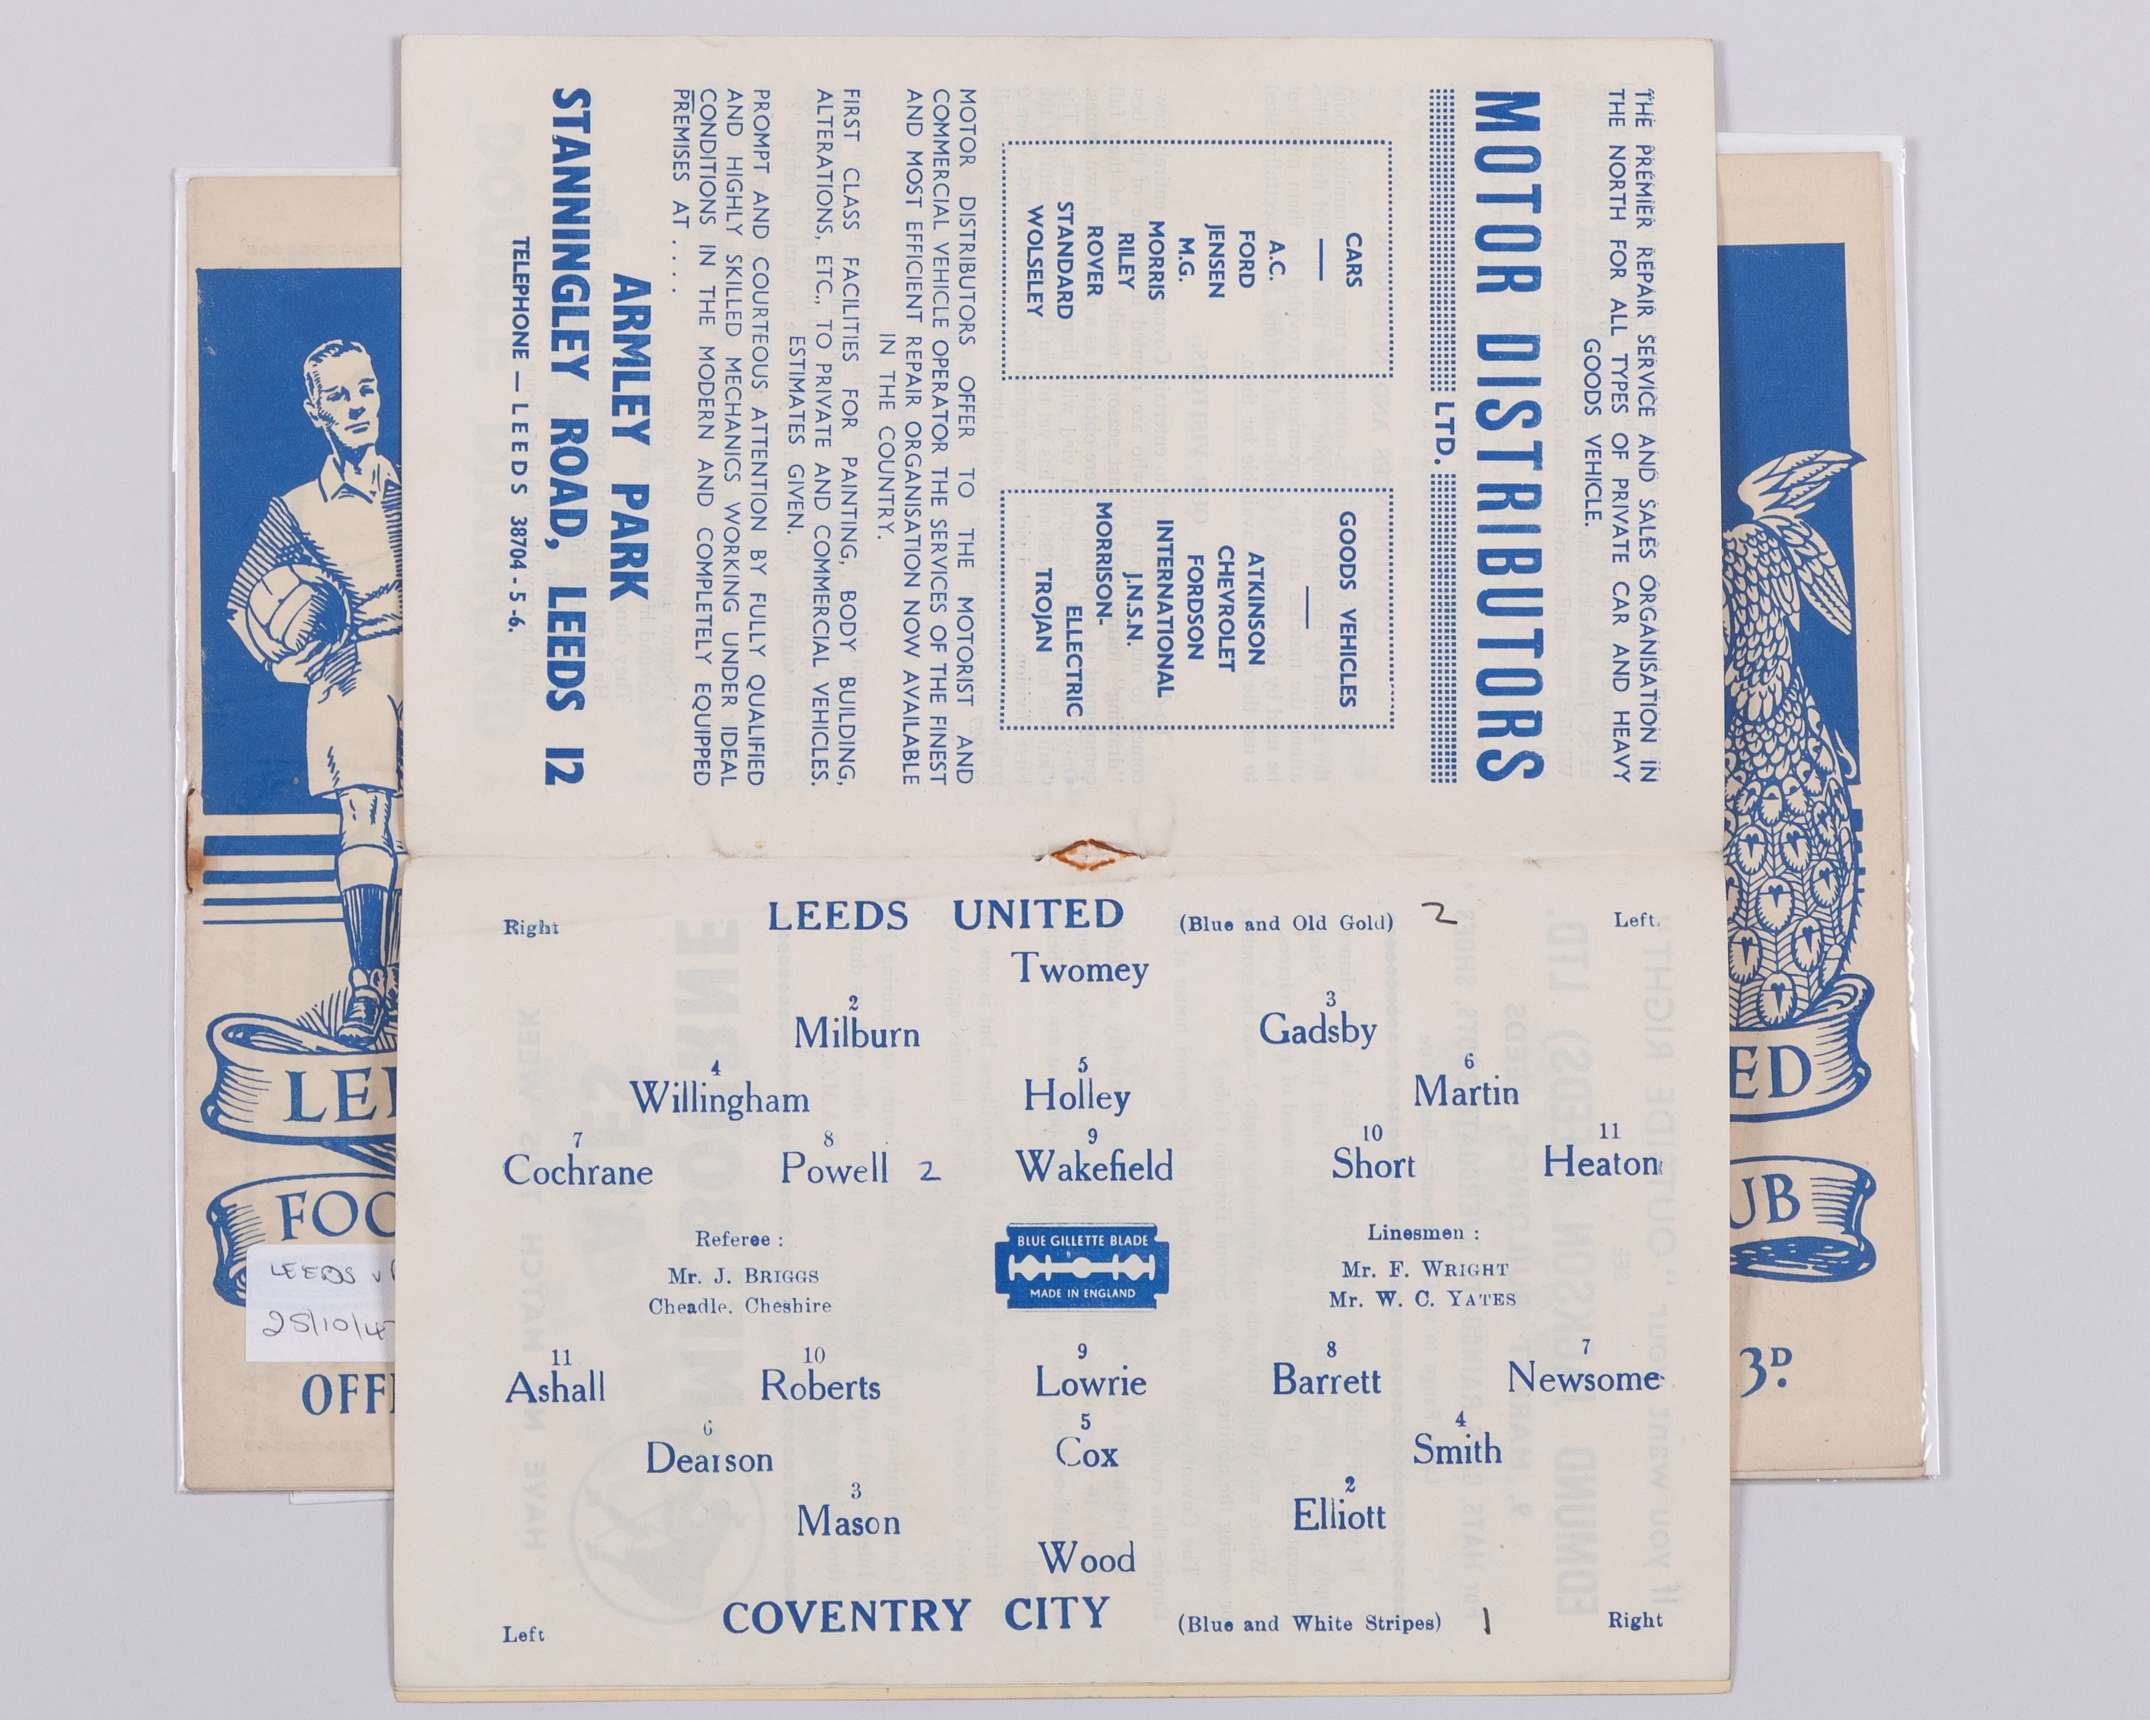 THE PREMIER REPAIR SERVICE AND SALES ORGANISATION IN
THE NORTH FOR ALL TYPES OF PRIVATE CAR AND HEAVY
GOODS VEHICLE.
MOTOR DISTRIBUTORS
LTD.
CARS
A.C.
FORD
JENSEN
M.G.
MORRIS
RILEY
ROVER
STANDARD
WOLSELEY
GOODS VEHICLES
ATKINSON
CHEVROLET
FORDSON
INTERNATIONAL
J.N.S.N.
MORRISON-
ELLECTRIC
TROJAN
MOTOR DISTRIBUTORS OFFER TO THE MOTORIST AND
COMMERCIAL VEHICLE OPERATOR THE SERVICES OF THE FINEST
AND MOST EFFICIENT REPAIR ORGANISATION NOW AVAILABLE
IN THE COUNTRY.
FIRST CLASS FACILITIES FOR PAINTING, BODY BUILDING,
ALTERATIONS, ETC., TO PRIVATE AND COMMERCIAL VEHICLES.
ESTIMATES GIVEN.
PROMPT AND COURTEOUS ATTENTION BY FULLY QUALIFIED
AND HIGHLY SKILLED MECHANICS WORKING UNDER IDEAL
CONDITIONS IN THE MODERN AND COMPLETELY EQUIPPED
PREMISES AT . . . .
ARMLEY PARK
STANNINGLEY ROAD, LEEDS 12
TELEPHONE — LEEDS 38704-5-6.
Right LEEDS UNITED (Blue and Old Gold) 2 Left.
Twomey
2 3
Milburn Gadsby
4 5 6
Willingham Holley Martin
7 8 9 10 11
Cochrane Powell 2 Wakefield Short Heaton
Referee :
Mr. J. BRIGGS
Cheadle. Cheshire
BLUE GILLETTE BLADE
MADE IN ENGLAND
Linesmen :
Mr. F. WRIGHT
Mr. W. C. YATES
11 10 9 8 7
Ashall Roberts Lowrie Barrett Newsome
6 5 4
Dearson Cox Smith
3 2
Mason Elliott
Wood
Left COVENTRY CITY (Blue and White Stripes) 1 Right
LEE
ED
FOO
UB
LEEDS v
25/10/4
OFFI
3D.